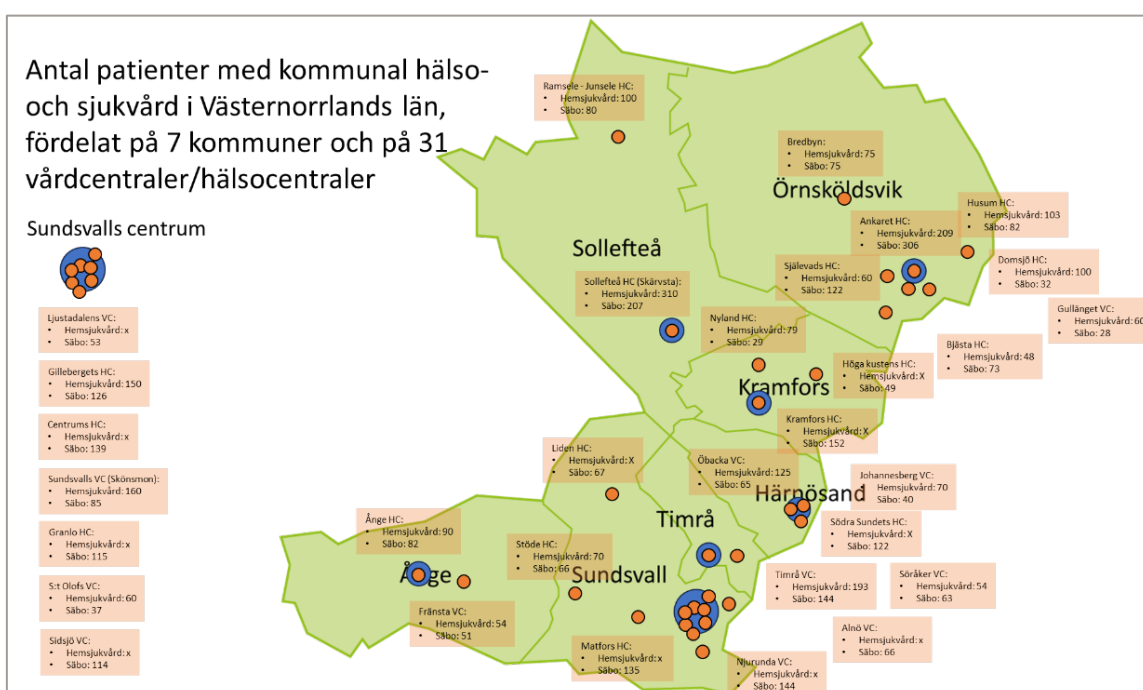 Antal patienter med kommunal hälso-
och sjukvård i Västernorrlands län,
fördelat på 7 kommuner och på 31
vårdcentraler/hälsocentraler
Sundsvalls centrum
Ljustadalens VC:
• Hemsjukvård: x
• Säbo: 53
Gillebergets HC:
• Hemsjukvård: 150
• Säbo: 126
Centrums HC:
• Hemsjukvård: x
• Säbo: 139
Sundsvalls VC (Skönsmon):
• Hemsjukvård: 160
• Säbo: 85
Granlo HC:
• Hemsjukvård: x
• Säbo: 115
S:t Olofs VC:
• Hemsjukvård: 60
• Säbo: 37
Sidsjö VC:
• Hemsjukvård: x
• Säbo: 114
Ramsele - Junsele HC:
• Hemsjukvård: 100
• Säbo: 80
Bredbyn:
• Hemsjukvård: 75
• Säbo: 75
Örnsköldsvik
Husum HC:
• Hemsjukvård: 103
• Säbo: 82
Ankaret HC:
• Hemsjukvård: 209
• Säbo: 306
Sollefteå
Domsjö HC:
• Hemsjukvård: 100
• Säbo: 32
Själevads HC:
• Hemsjukvård: 60
• Säbo: 122
Sollefteå HC (Skärvsta):
• Hemsjukvård: 310
• Säbo: 207
Gullänget VC:
• Hemsjukvård: 60
• Säbo: 28
Nyland HC:
• Hemsjukvård: 79
• Säbo: 29
Bjästa HC:
• Hemsjukvård: 48
• Säbo: 73
Höga kustens HC:
• Hemsjukvård: X
• Säbo: 49
Kramfors
Kramfors HC:
• Hemsjukvård: X
• Säbo: 152
Liden HC:
• Hemsjukvård: X
• Säbo: 67
Öbacka VC:
• Hemsjukvård: 125
• Säbo: 65
Johannesberg VC:
• Hemsjukvård: 70
• Säbo: 40
Härnösand
Timrå
Södra Sundets HC:
• Hemsjukvård: X
• Säbo: 122
Ånge HC:
• Hemsjukvård: 90
• Säbo: 82
Stöde HC:
• Hemsjukvård: 70
• Säbo: 66
Ånge
Sundsvall
Timrå VC:
• Hemsjukvård: 193
• Säbo: 144
Söråker VC:
• Hemsjukvård: 54
• Säbo: 63
Fränsta VC:
• Hemsjukvård: 54
• Säbo: 51
Alnö VC:
• Hemsjukvård: x
• Säbo: 66
Matfors HC:
• Hemsjukvård: x
• Säbo: 135
Njurunda VC:
• Hemsjukvård: x
• Säbo: 144